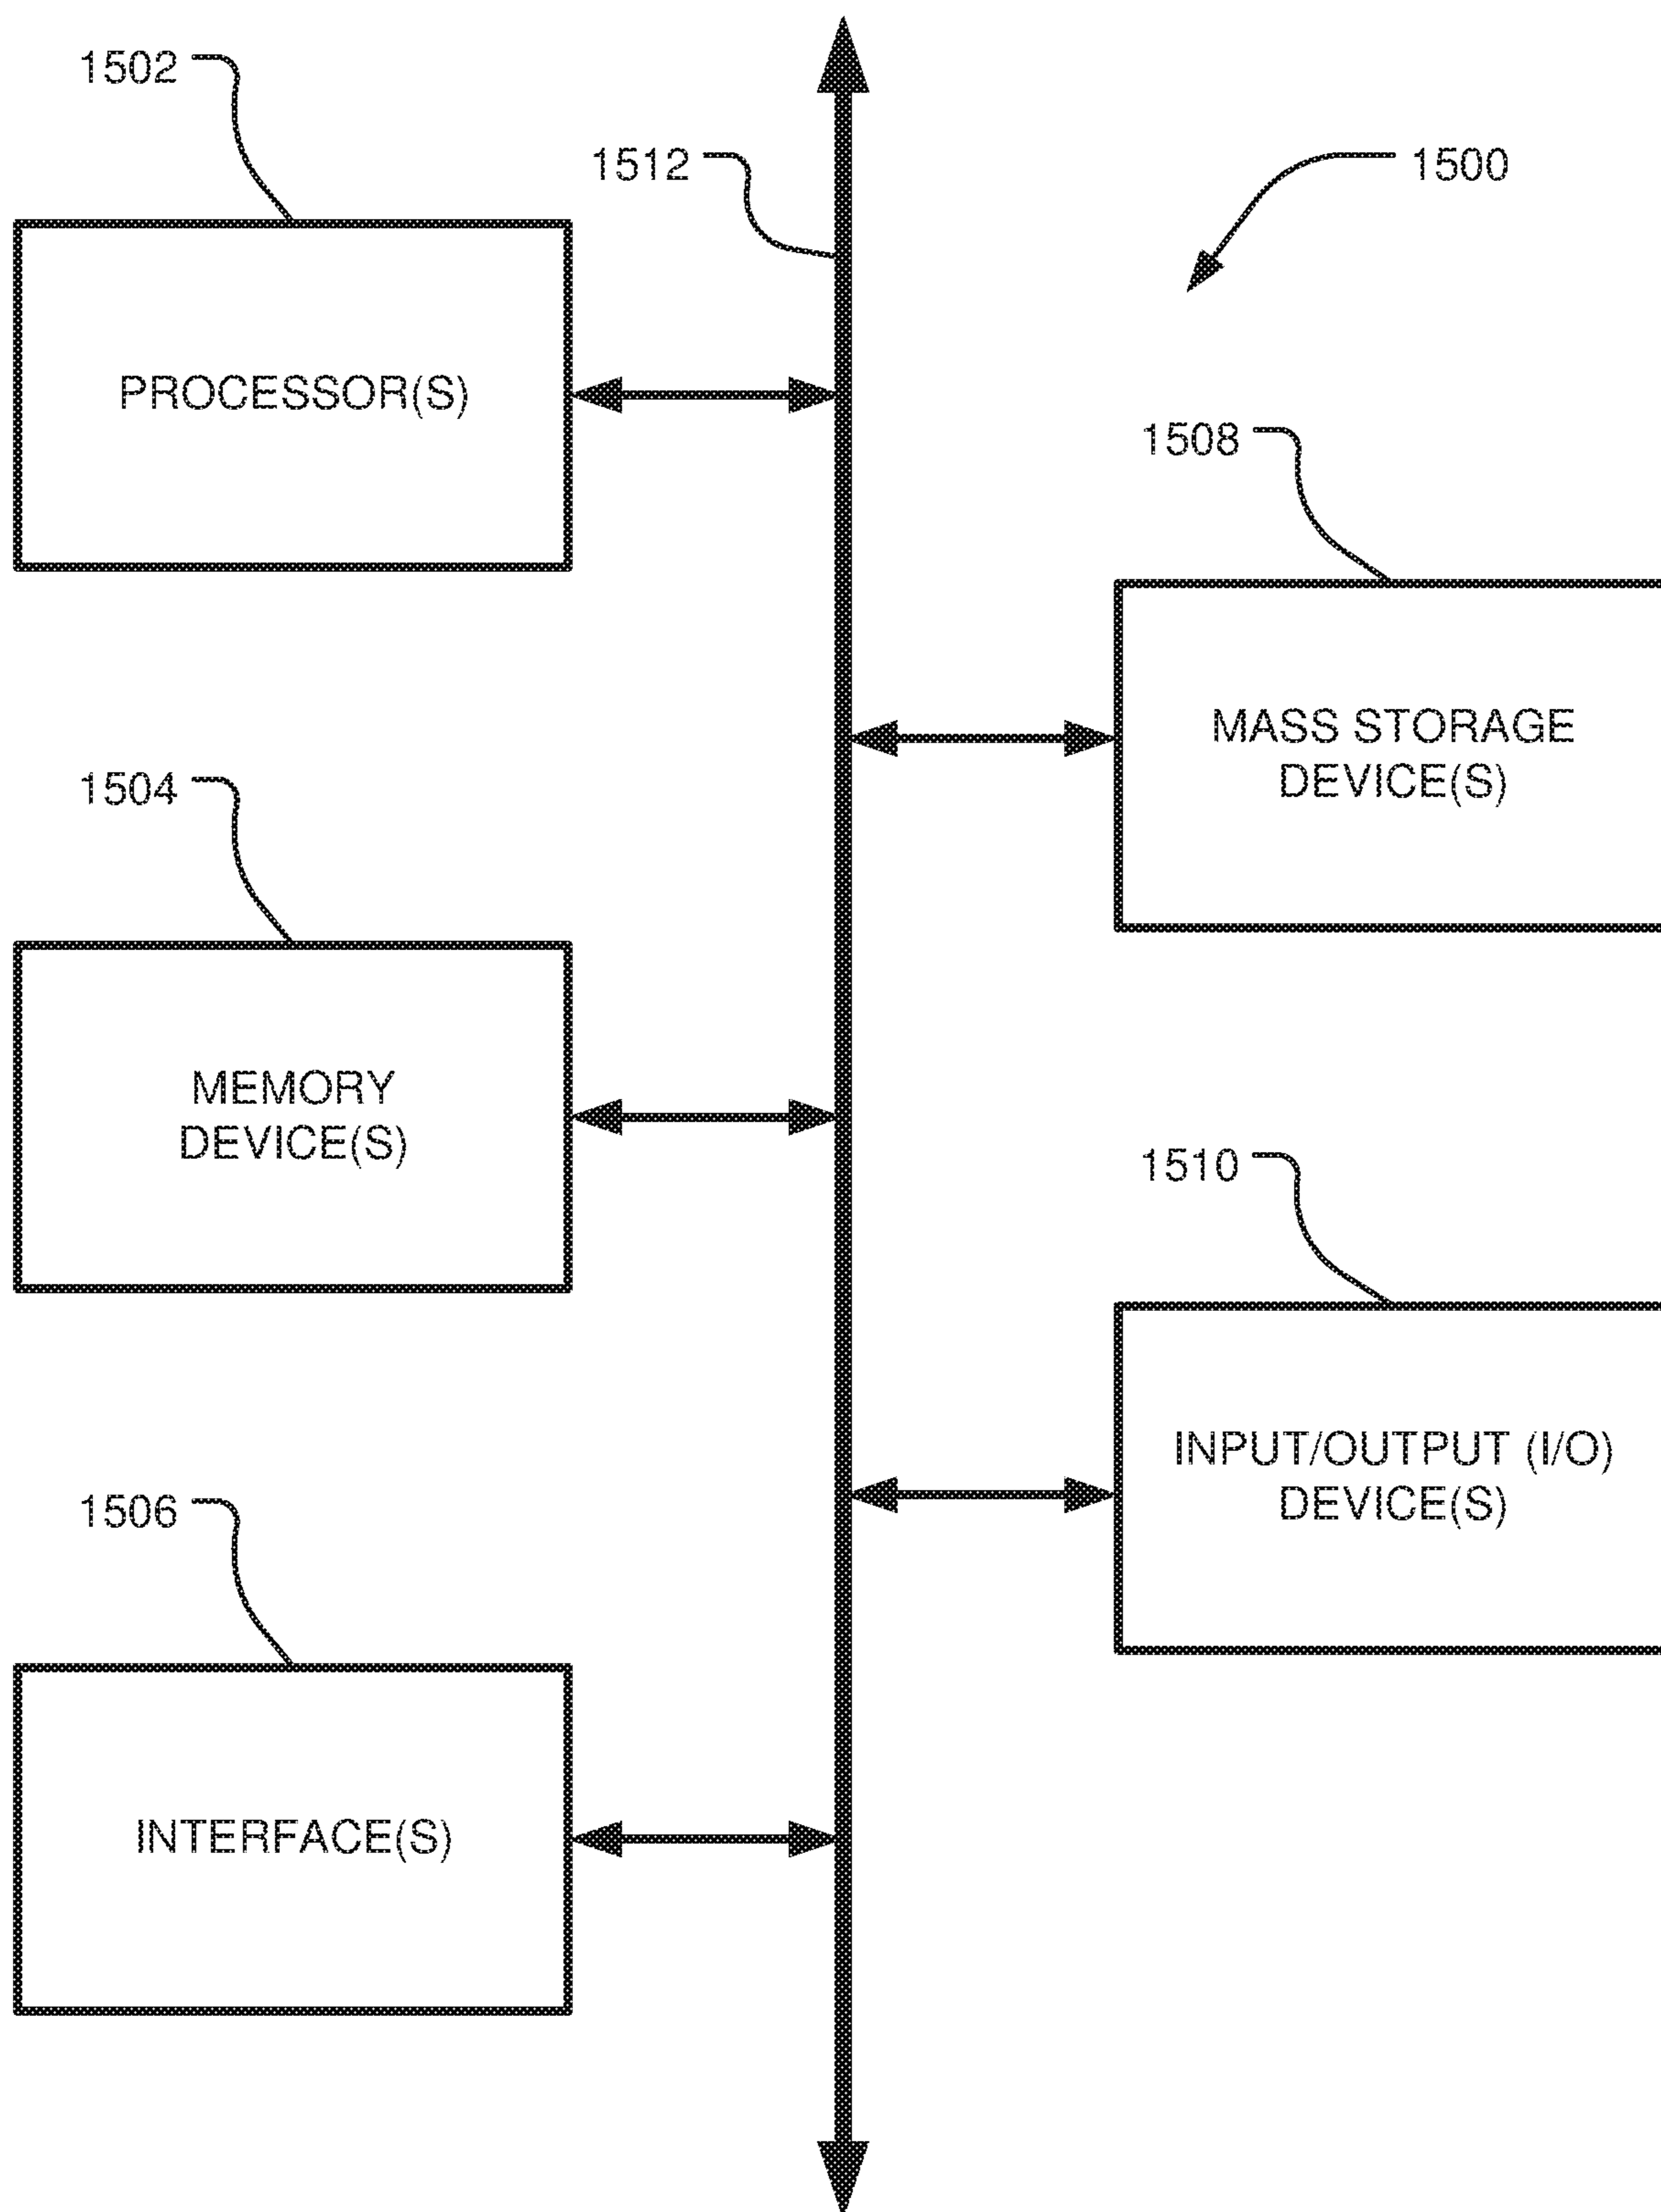 1502
1512
1500
PROCESSOR(S)
1508
MASS STORAGE
DEVICE(S)
1504
MEMORY
DEVICE(S)
1510
INPUT/OUTPUT (I/O)
DEVICE(S)
1506
INTERFACE(S)